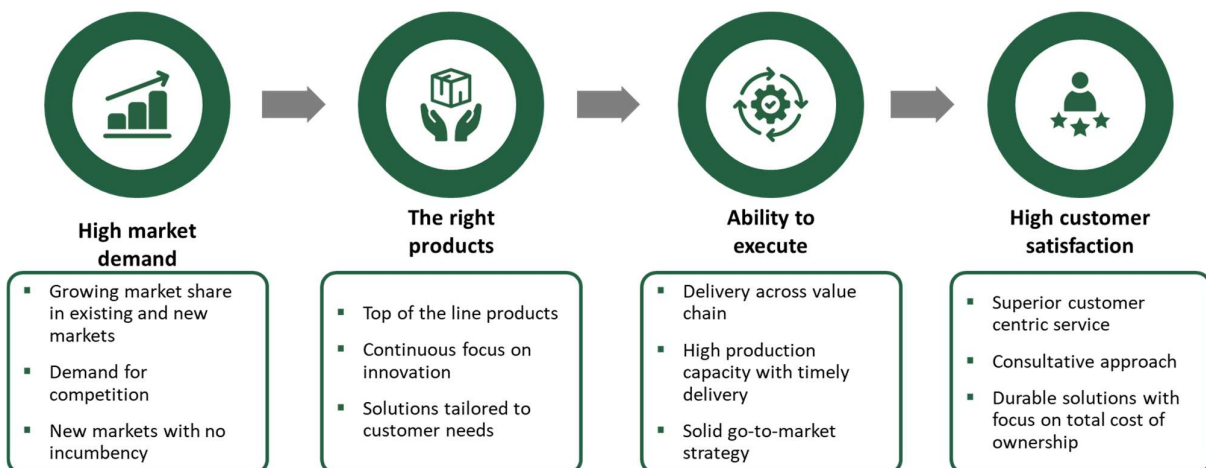 High market
demand
Growing market share
in existing and new
markets
Demand for
competition
New markets with no
incumbency
The right
products
Top of the line products
Continuous focus on
innovation
Solutions tailored to
customer needs
Ability to
execute
Delivery across value
chain
High production
capacity with timely
delivery
Solid go-to-market
strategy
High customer
satisfaction
Superior customer
centric service
Consultative approach
Durable solutions with
focus on total cost of
ownership